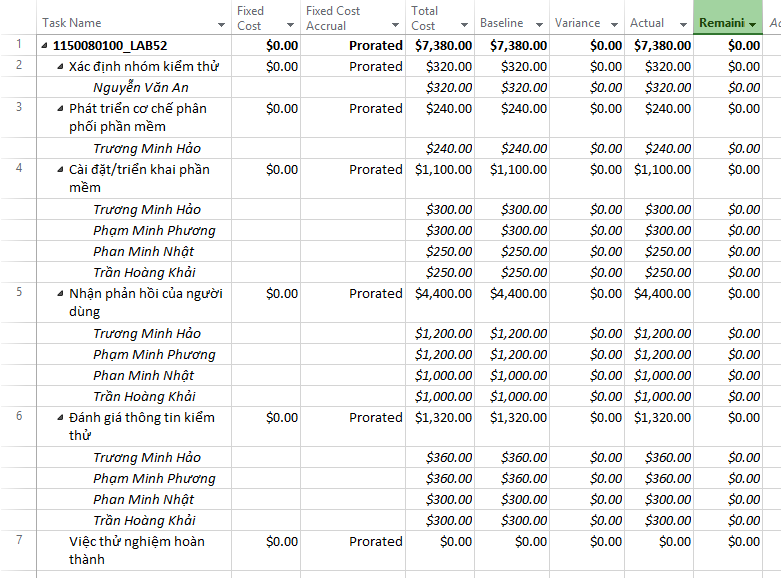 Task Name Fixed Cost Fixed Cost Accrual Total Cost Baseline Variance Actual Remaini
1 1150080100_LAB52 $0.00 Prorated $7,380.00 $7,380.00 $0.00 $7,380.00 $0.00
2 Xác định nhóm kiểm thử $0.00 Prorated $320.00 $320.00 $0.00 $320.00 $0.00
Nguyễn Văn An $320.00 $320.00 $0.00 $320.00 $0.00
3 Phát triển cơ chế phân $0.00 Prorated $240.00 $240.00 $0.00 $240.00 $0.00
phối phần mềm
Trương Minh Hảo $240.00 $240.00 $0.00 $240.00 $0.00
4 Cài đặt/triển khai phần $0.00 Prorated $1,100.00 $1,100.00 $0.00 $1,100.00 $0.00
mềm
Trương Minh Hảo $300.00 $300.00 $0.00 $300.00 $0.00
Phạm Minh Phương $300.00 $300.00 $0.00 $300.00 $0.00
Phan Minh Nhật $250.00 $250.00 $0.00 $250.00 $0.00
Trần Hoàng Khải $250.00 $250.00 $0.00 $250.00 $0.00
5 Nhận phản hồi của người $0.00 Prorated $4,400.00 $4,400.00 $0.00 $4,400.00 $0.00
dùng
Trương Minh Hảo $1,200.00 $1,200.00 $0.00 $1,200.00 $0.00
Phạm Minh Phương $1,200.00 $1,200.00 $0.00 $1,200.00 $0.00
Phan Minh Nhật $1,000.00 $1,000.00 $0.00 $1,000.00 $0.00
Trần Hoàng Khải $1,000.00 $1,000.00 $0.00 $1,000.00 $0.00
6 Đánh giá thông tin kiểm $0.00 Prorated $1,320.00 $1,320.00 $0.00 $1,320.00 $0.00
thử
Trương Minh Hảo $360.00 $360.00 $0.00 $360.00 $0.00
Phạm Minh Phương $360.00 $360.00 $0.00 $360.00 $0.00
Phan Minh Nhật $300.00 $300.00 $0.00 $300.00 $0.00
Trần Hoàng Khải $300.00 $300.00 $0.00 $300.00 $0.00
7 Việc thử nghiệm hoàn $0.00 Prorated $0.00 $0.00 $0.00 $0.00 $0.00
thành